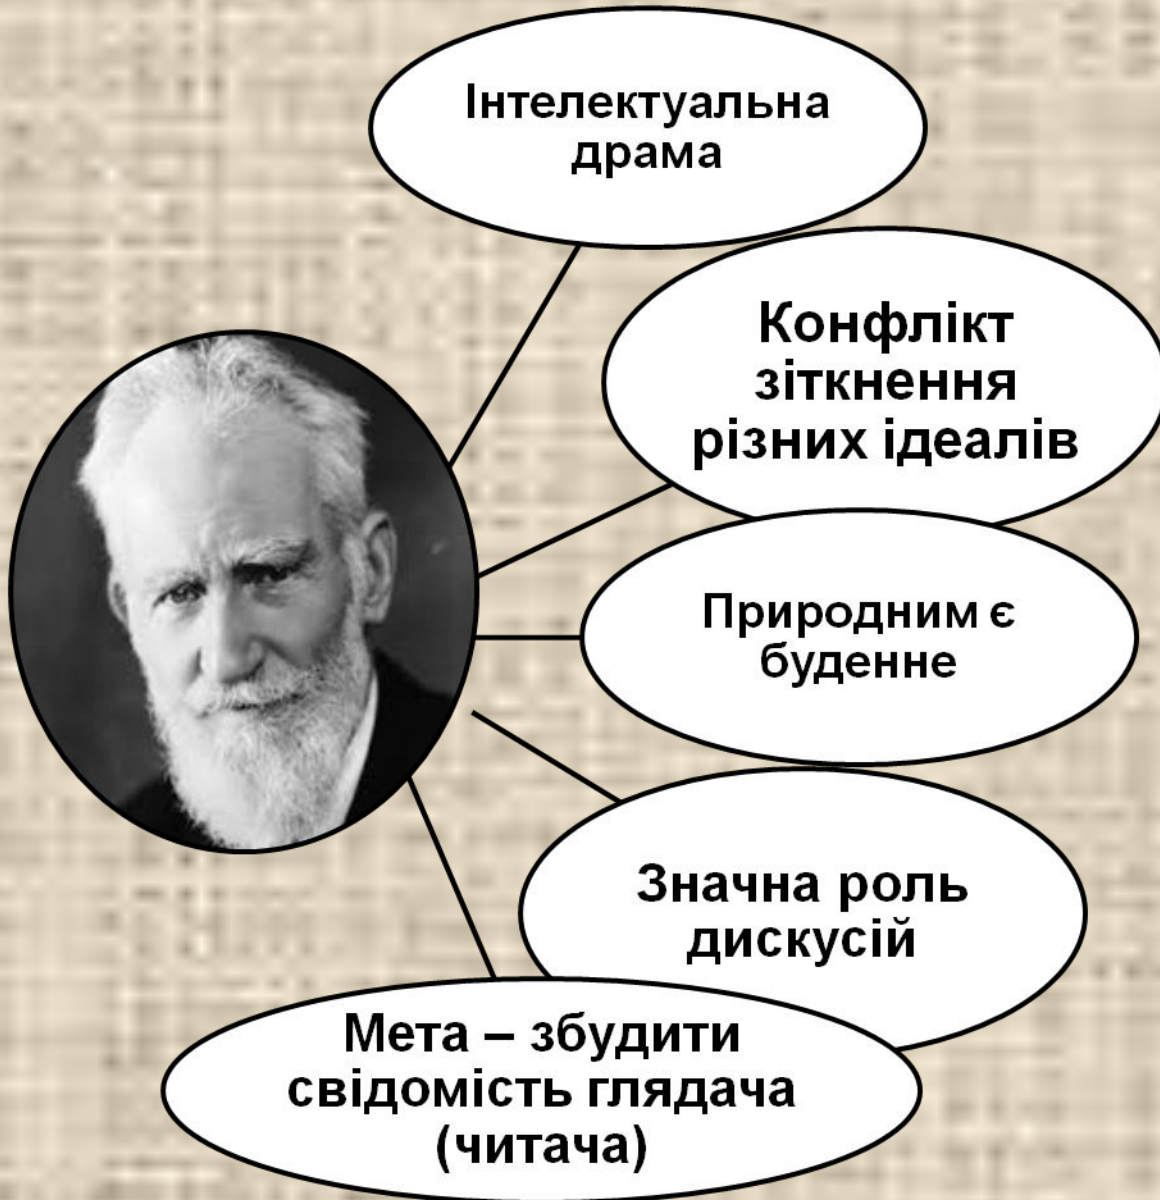 Інтелектуальна
драма
Конфлікт
зіткнення
різних ідеалів
Природним є
буденне
Значна роль
дискусій
Мета – збудити
свідомість глядача
(читача)